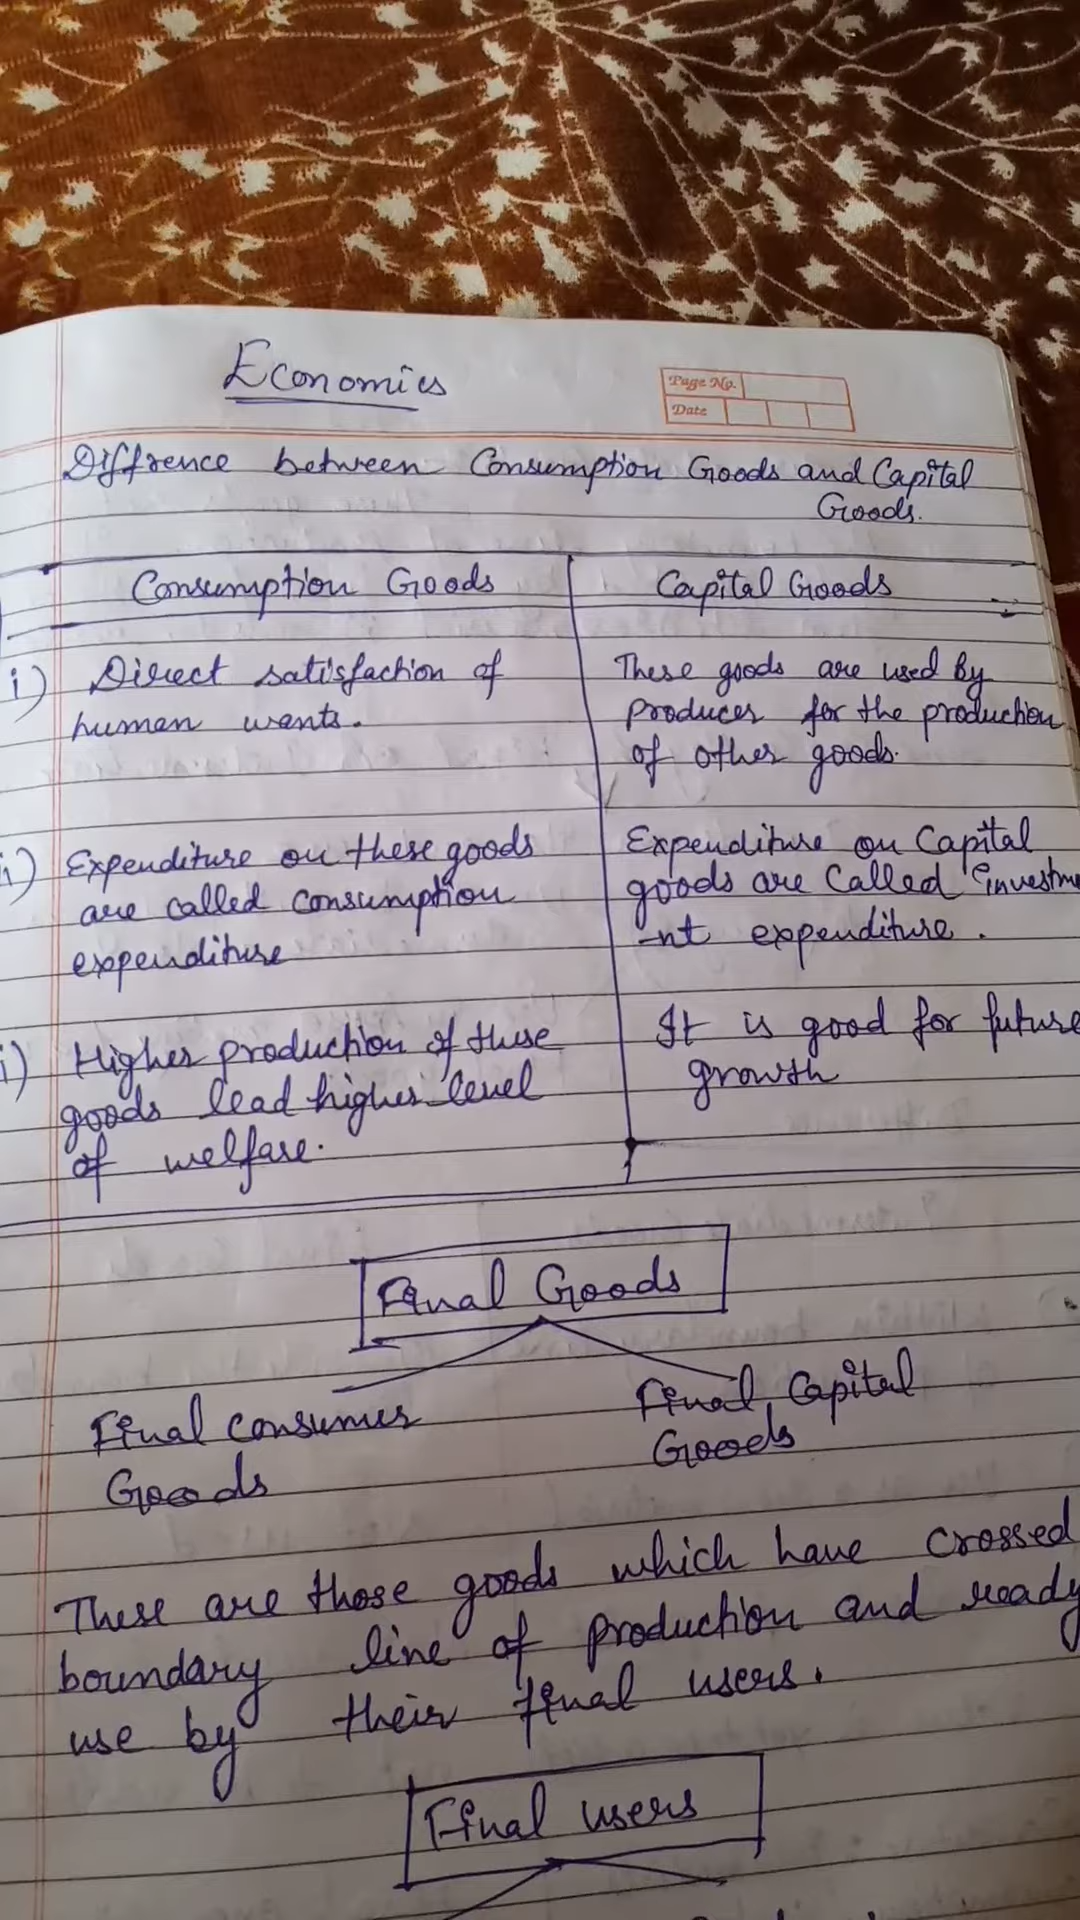 Economics
Page No.
Date
Diffrence between Consumption Goods and Capital
Goods.
Consumption Goods
Capital Goods
i) Direct satisfaction of
human wants.
These goods are used by
producer for the production
of other goods.
i) Expenditure on these goods
are called consumption
expenditure
Expenditure on Capital
goods are called investme
-nt expenditure.
i) Higher production of these
goods lead higher level
of welfare.
It is good for future
growth
Final Goods
Final consumer
Goods
Final Capital
Goods
These are those goods which have crossed
boundary line of production and ready
use by their final users.
Final users